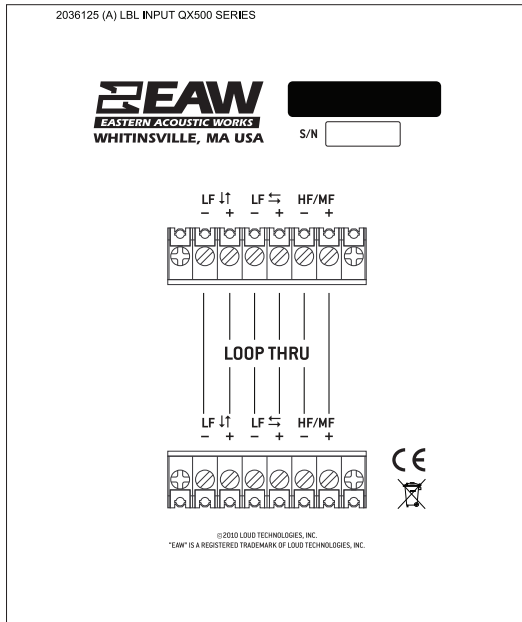 2036125 (A) LBL INPUT QX500 SERIES
EAW
EASTERN ACOUSTIC WORKS
WHITINSVILLE, MA USA
S/N
LF ↓↑ LF ⇆ HF/MF
− + − + − +
LOOP THRU
LF ↓↑ LF ⇆ HF/MF
− + − + − +
CE
©2010 LOUD TECHNOLOGIES, INC.
"EAW" IS A REGISTERED TRADEMARK OF LOUD TECHNOLOGIES, INC.